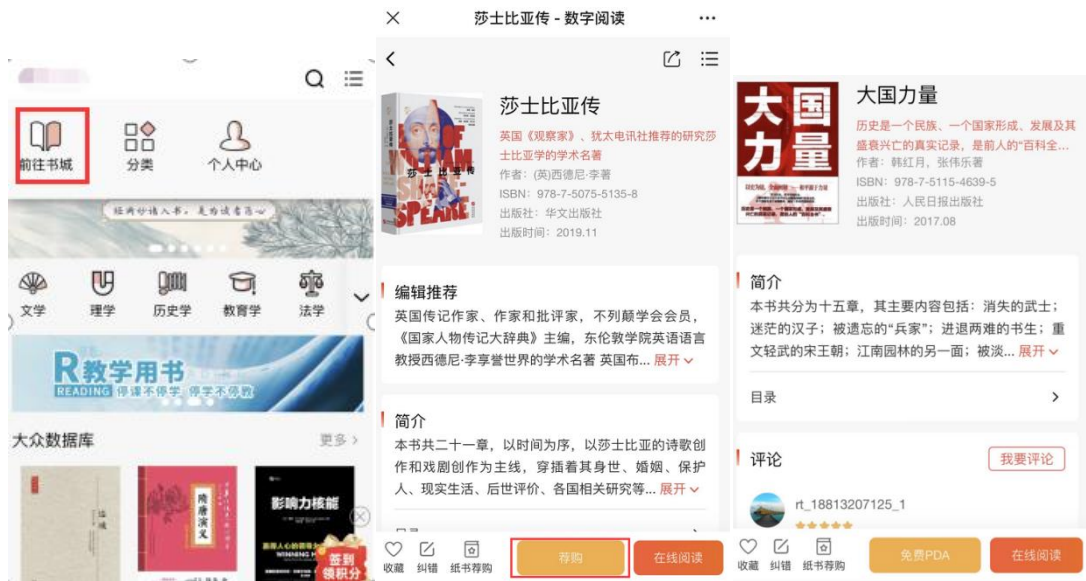 前往书城
分类
个人中心
经典妙语入书，更为读者另一心
文学
理学
历史学
教育学
法学
R教学用书
READING 停课不停学 停学不停教
大众数据库
更多
边城
隋唐演义
影响力核能
WINNING
签到
领积分
莎士比亚传 - 数字阅读
莎士比亚传
英国《观察家》、犹太电讯社推荐的研究莎
士比亚学的学术名著
作者：(英)西德尼·李著
ISBN：978-7-5075-5135-8
出版社：华文出版社
出版时间：2019.11
编辑推荐
英国传记作家、作家和批评家，不列颠学会会员，
《国家人物传记大辞典》主编，东伦敦学院英语语言
教授西德尼·李享誉世界的学术名著 英国布... 展开
简介
本书共二十一章，以时间为序，以莎士比亚的诗歌创
作和戏剧创作为主线，穿插着其身世、婚姻、保护
人、现实生活、后世评价、各国相关研究等... 展开
目录
收藏
纠错
纸书荐购
荐购
在线阅读
大国力量
大国力量
历史是一个民族、一个国家形成、发展及其
盛衰兴亡的真实记录，是前人的“百科全...
作者：韩红月，张伟乐著
ISBN：978-7-5115-4639-5
出版社：人民日报出版社
出版时间：2017.08
简介
本书共分为十五章，其主要内容包括：消失的武士；
迷茫的汉子；被遗忘的“兵家”；进退两难的书生；重
文轻武的宋王朝；江南园林的另一面；被淡... 展开
目录
评论
我要评论
rt_18813207125_1
收藏
纠错
纸书荐购
免费PDA
在线阅读